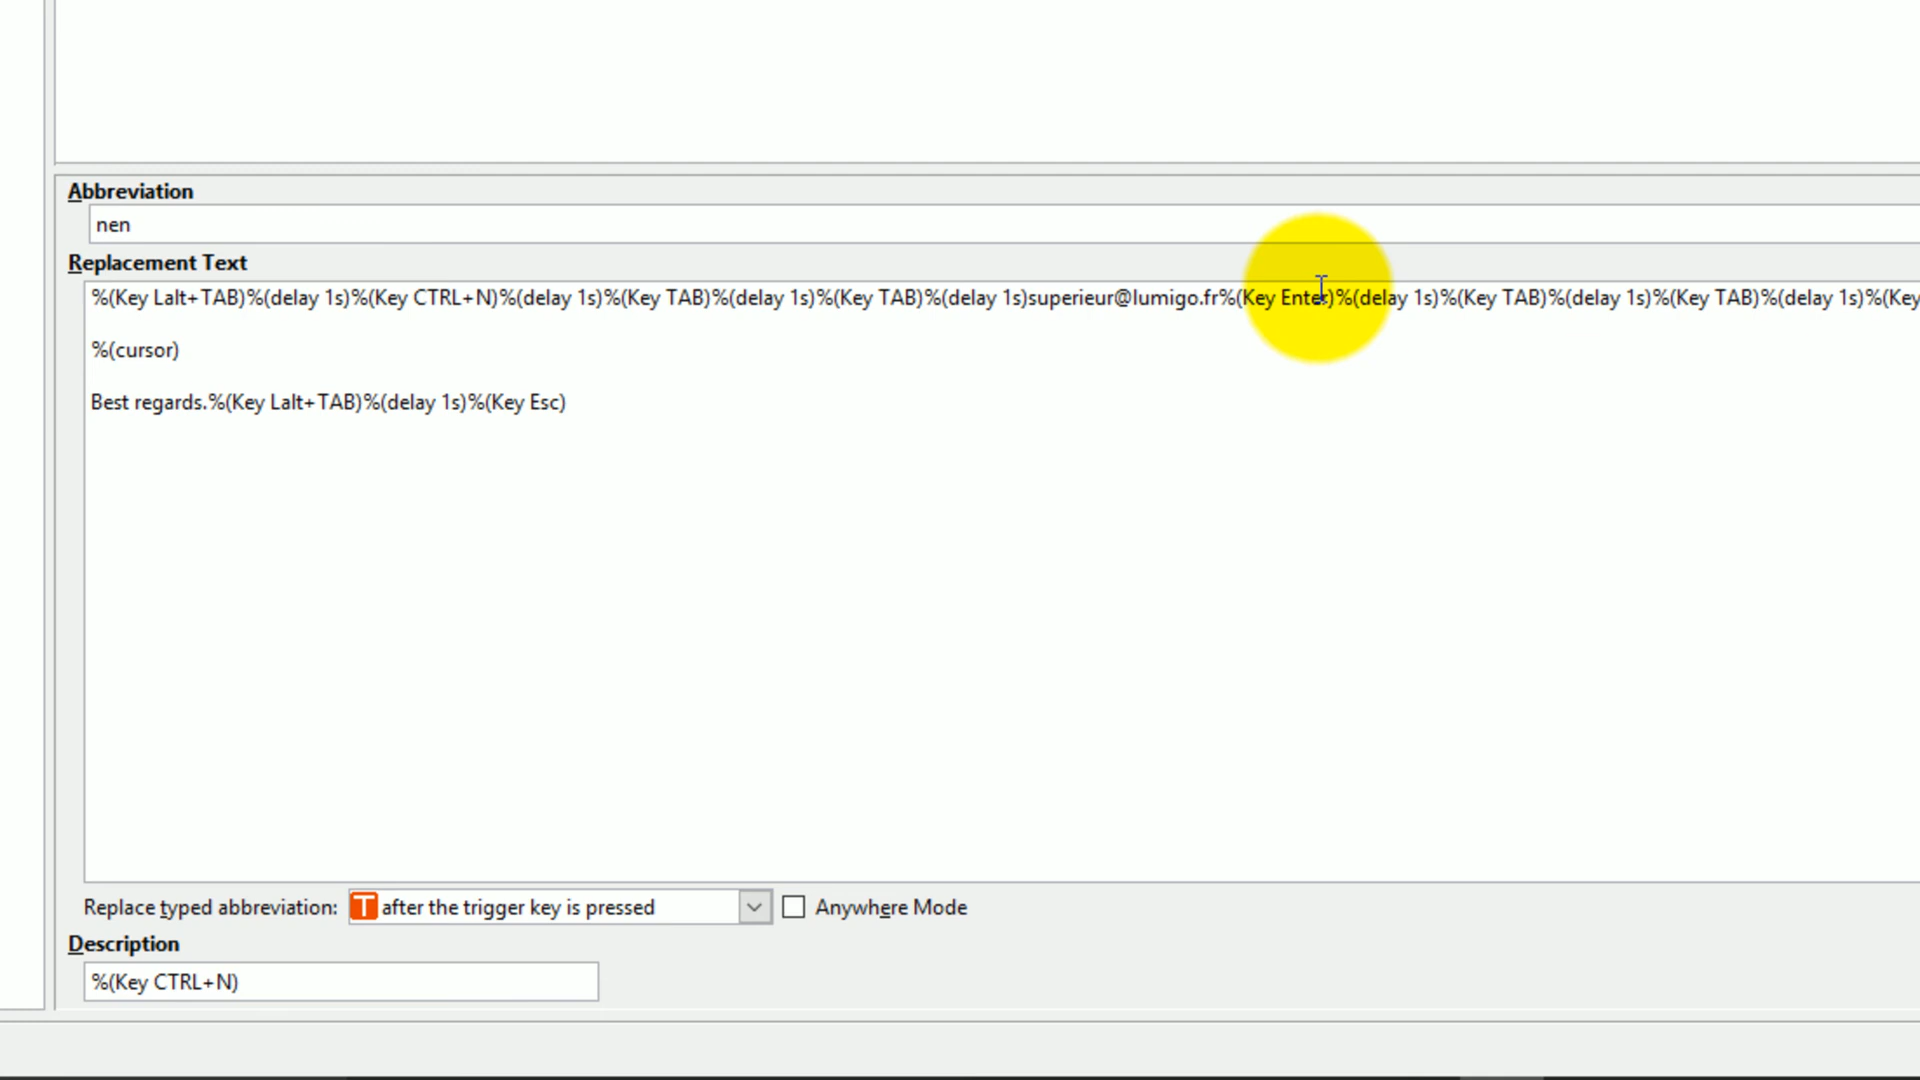 Abbreviation
nen
Replacement Text
%(Key Lalt+TAB)%(delay 1s)%(Key CTRL+N)%(delay 1s)%(Key TAB)%(delay 1s)%(Key TAB)%(delay 1s)superieur@lumigo.fr%(Key Enter)%(delay 1s)%(Key TAB)%(delay 1s)%(Key TAB)%(delay 1s)%(Key
%(cursor)
Best regards.%(Key Lalt+TAB)%(delay 1s)%(Key Esc)
Replace typed abbreviation: T after the trigger key is pressed Anywhere Mode
Description
%(Key CTRL+N)